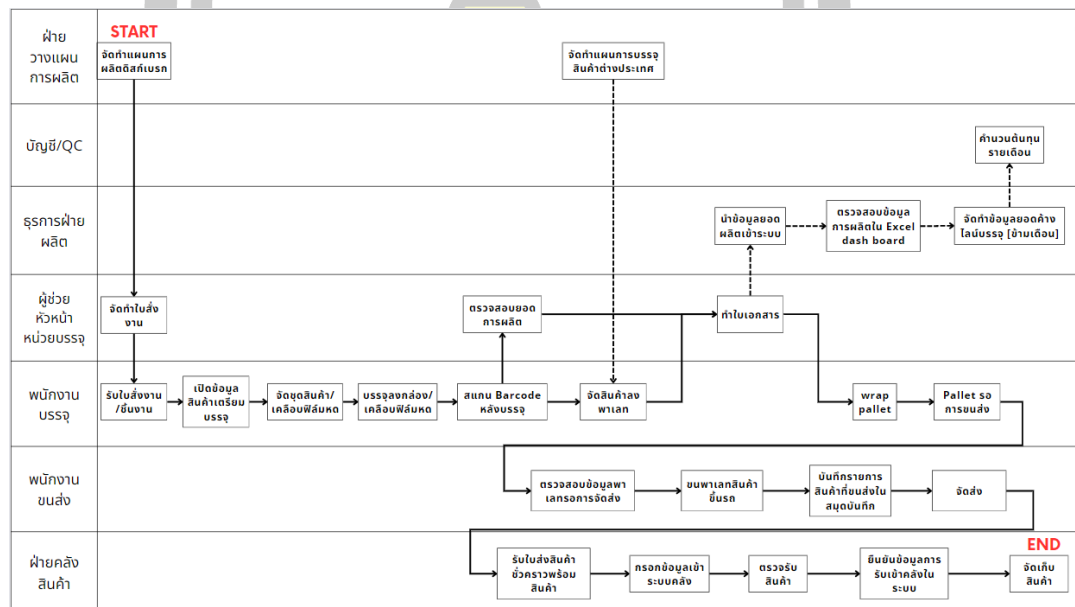 ฝ่าย
วางแผน
การผลิต
START
จัดทำแผนการ
ผลิตดิสก์เบรก
จัดทำแผนการบรรจุ
สินค้าต่างประเทศ
บัญชี/QC
คำนวนต้นทุน
รายเดือน
ธุรการฝ่าย
ผลิต
นำข้อมูลยอด
ผลิตเข้าระบบ
ตรวจสอบข้อมูล
การผลิตใน Excel
dash board
จัดทำข้อมูลยอดค้าง
ไลน์บรรจุ [ข้ามเดือน]
ผู้ช่วย
หัวหน้า
หน่วยบรรจุ
จัดทำใบสั่ง
งาน
ตรวจสอบยอด
การผลิต
ทำใบเอกสาร
พนักงาน
บรรจุ
รับใบสั่งงาน
/ชิ้นงาน
เปิดข้อมูล
สินค้าเตรียม
บรรจุ
จัดชุดสินค้า/
เคลือบฟิล์มหด
บรรจุลงกล่อง/
เคลือบฟิล์มหด
สแกน Barcode
หลังบรรจุ
จัดสินค้าลง
พาเลท
wrap
pallet
Pallet รอ
การขนส่ง
พนักงาน
ขนส่ง
ตรวจสอบข้อมูลพา
เลทรอการจัดส่ง
ขนพาเลทสินค้า
ขึ้นรถ
บันทึกรายการ
สินค้าที่ขนส่งใน
สมุดบันทึก
จัดส่ง
ฝ่ายคลัง
สินค้า
รับใบส่งสินค้า
ชั่วคราวพร้อม
สินค้า
กรอกข้อมูลเข้า
ระบบคลัง
ตรวจรับ
สินค้า
ยืนยันข้อมูลการ
รับเข้าคลังใน
ระบบ
END
จัดเก็บ
สินค้า